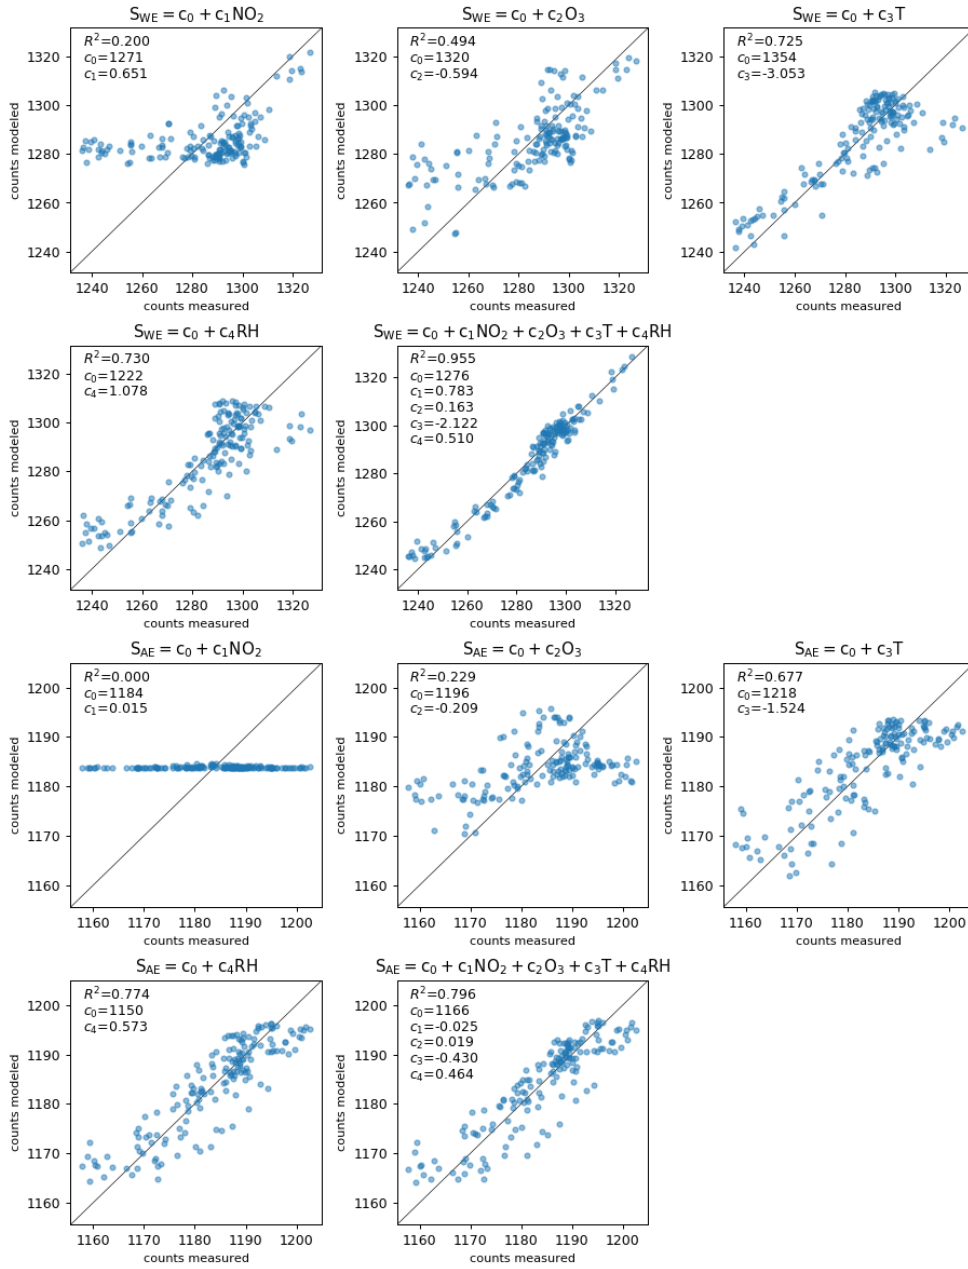 S_WE = c_0 + c_1NO_2
R^2=0.200
c_0=1271
c_1=0.651
counts modeled
1320
1300
1280
1260
1240
1240 1260 1280 1300 1320
counts measured
S_WE = c_0 + c_2O_3
R^2=0.494
c_0=1320
c_2=-0.594
counts modeled
1320
1300
1280
1260
1240
1240 1260 1280 1300 1320
counts measured
S_WE = c_0 + c_3T
R^2=0.725
c_0=1354
c_3=-3.053
counts modeled
1320
1300
1280
1260
1240
1240 1260 1280 1300 1320
counts measured
S_WE = c_0 + c_4RH
R^2=0.730
c_0=1222
c_4=1.078
counts modeled
1320
1300
1280
1260
1240
1240 1260 1280 1300 1320
counts measured
S_WE = c_0 + c_1NO_2 + c_2O_3 + c_3T + c_4RH
R^2=0.955
c_0=1276
c_1=0.783
c_2=0.163
c_3=-2.122
c_4=0.510
counts modeled
1320
1300
1280
1260
1240
1240 1260 1280 1300 1320
counts measured
S_AE = c_0 + c_1NO_2
R^2=0.000
c_0=1184
c_1=0.015
counts modeled
1200
1190
1180
1170
1160
1160 1170 1180 1190 1200
counts measured
S_AE = c_0 + c_2O_3
R^2=0.229
c_0=1196
c_2=-0.209
counts modeled
1200
1190
1180
1170
1160
1160 1170 1180 1190 1200
counts measured
S_AE = c_0 + c_3T
R^2=0.677
c_0=1218
c_3=-1.524
counts modeled
1200
1190
1180
1170
1160
1160 1170 1180 1190 1200
counts measured
S_AE = c_0 + c_4RH
R^2=0.774
c_0=1150
c_4=0.573
counts modeled
1200
1190
1180
1170
1160
1160 1170 1180 1190 1200
counts measured
S_AE = c_0 + c_1NO_2 + c_2O_3 + c_3T + c_4RH
R^2=0.796
c_0=1166
c_1=-0.025
c_2=0.019
c_3=-0.430
c_4=0.464
counts modeled
1200
1190
1180
1170
1160
1160 1170 1180 1190 1200
counts measured